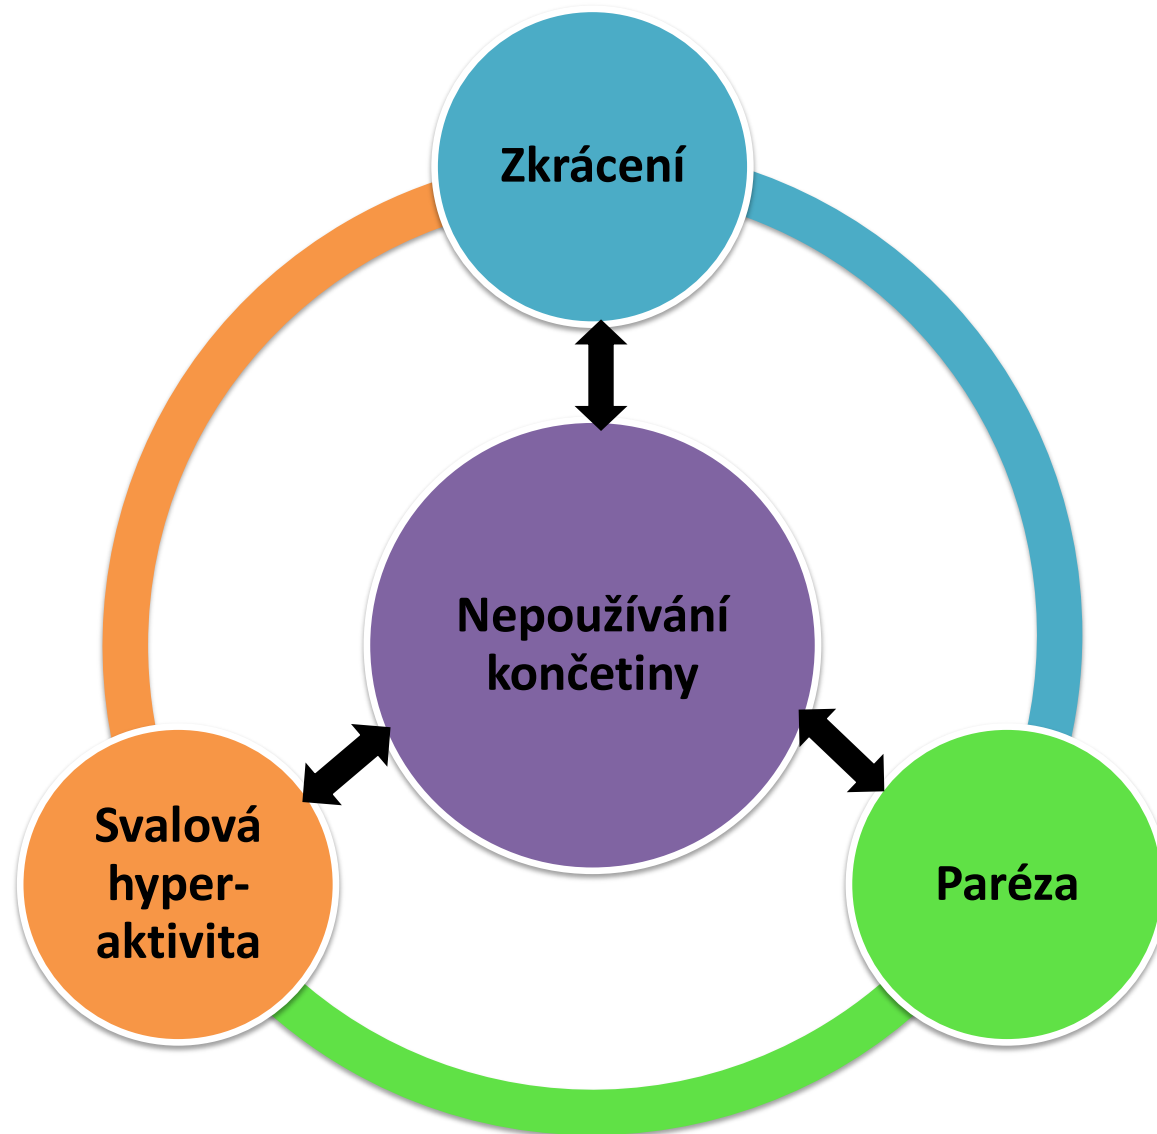 Zkrácení
Nepoužívání
končetiny
Svalová
hyper-
aktivita
Paréza